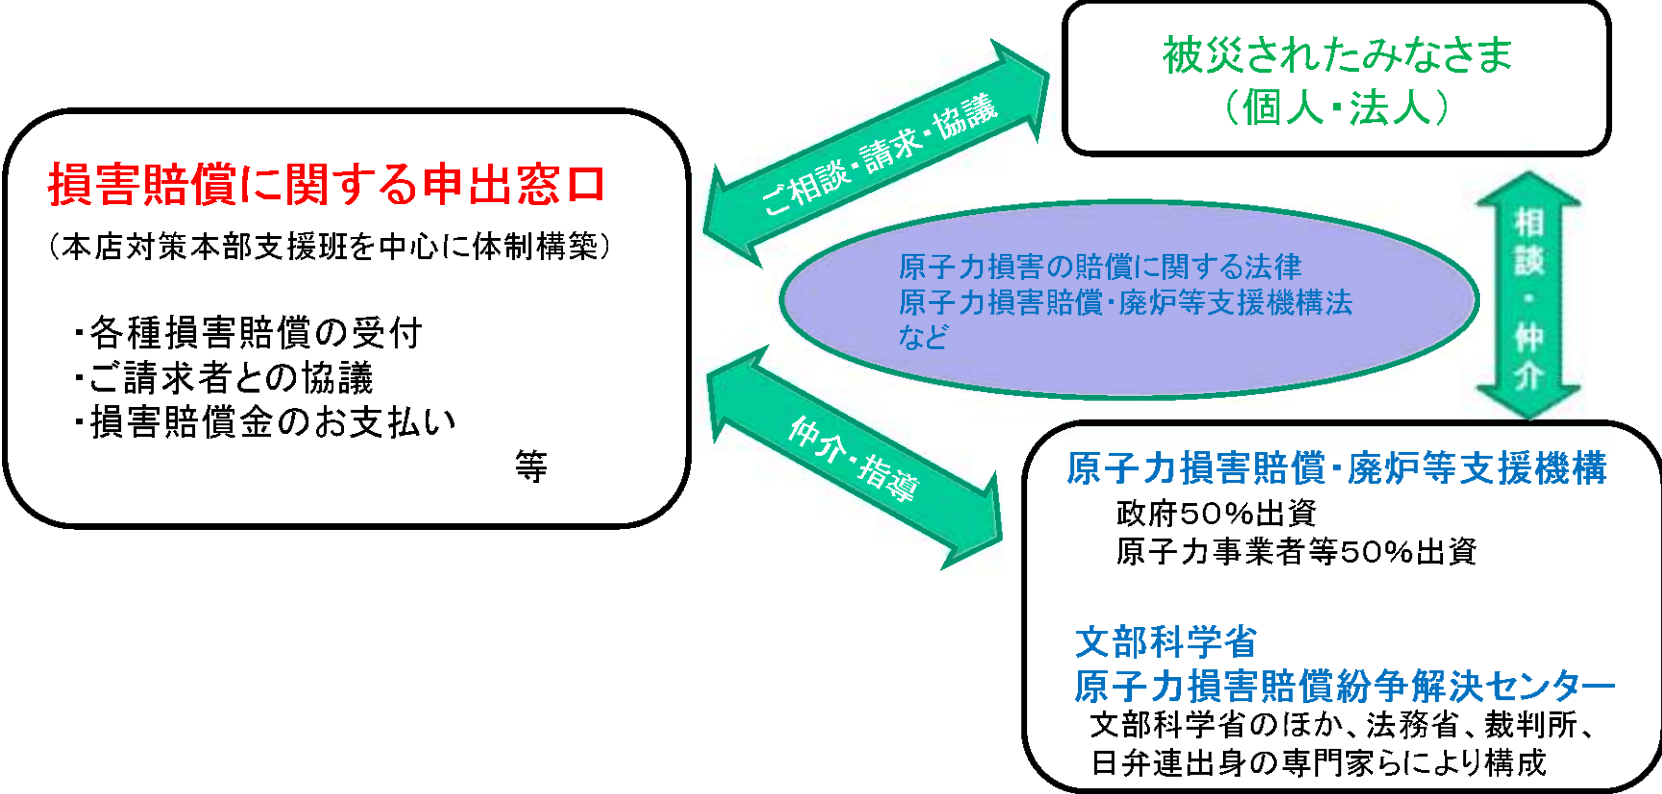 被災されたみなさま
（個人・法人）
ご相談・請求・協議
損害賠償に関する申出窓口
（本店対策本部支援班を中心に体制構築）
・各種損害賠償の受付
・ご請求者との協議
・損害賠償金のお支払い
等
原子力損害の賠償に関する法律
原子力損害賠償・廃炉等支援機構法
など
相談・仲介
仲介・指導
原子力損害賠償・廃炉等支援機構
政府50％出資
原子力事業者等50％出資
文部科学省
原子力損害賠償紛争解決センター
文部科学省のほか、法務省、裁判所、
日弁連出身の専門家らにより構成